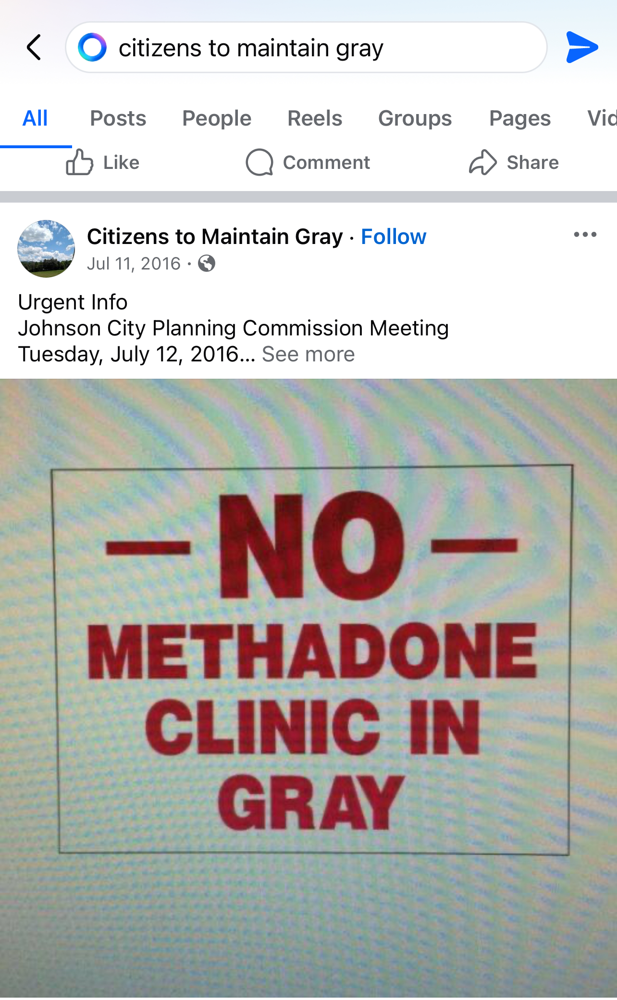 citizens to maintain gray
All Posts People Reels Groups Pages Vid
Like Comment Share
Citizens to Maintain Gray · Follow
Jul 11, 2016 ·
Urgent Info
Johnson City Planning Commission Meeting
Tuesday, July 12, 2016... See more
— NO —
METHADONE
CLINIC IN
GRAY